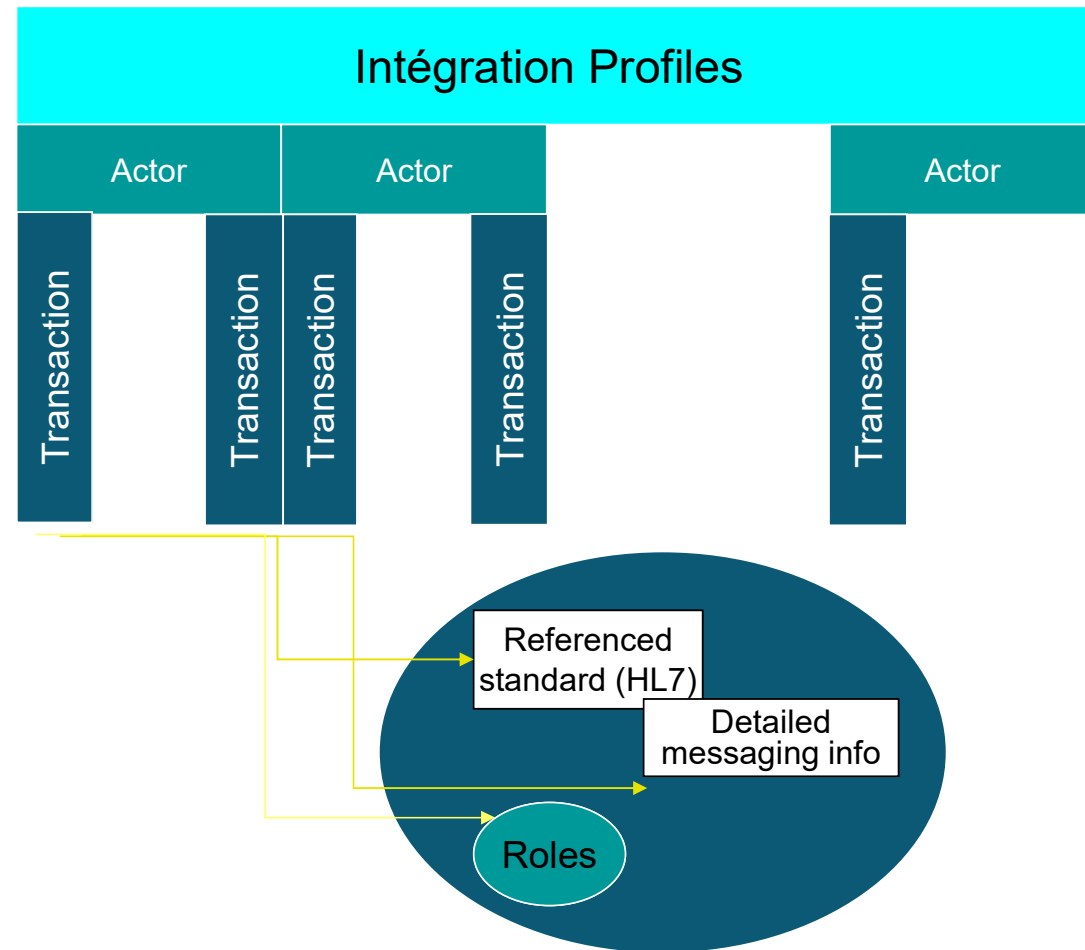 Intégration Profiles
Actor
Actor
Actor
Transaction
Transaction
Transaction
Transaction
Transaction
Referenced
standard (HL7)
Detailed
messaging info
Roles